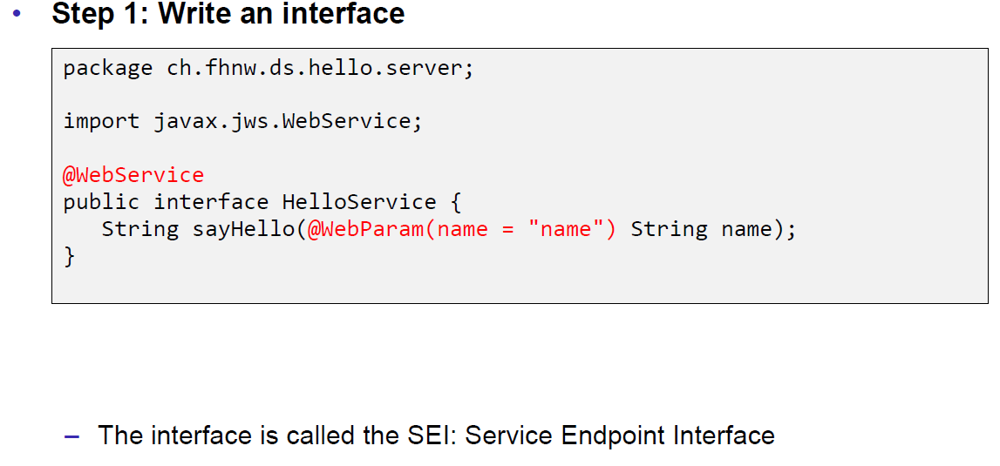 • Step 1: Write an interface
package ch.fhnw.ds.hello.server;
import javax.jws.WebService;
@WebService
public interface HelloService {
   String sayHello(@WebParam(name = "name") String name);
}
– The interface is called the SEI: Service Endpoint Interface